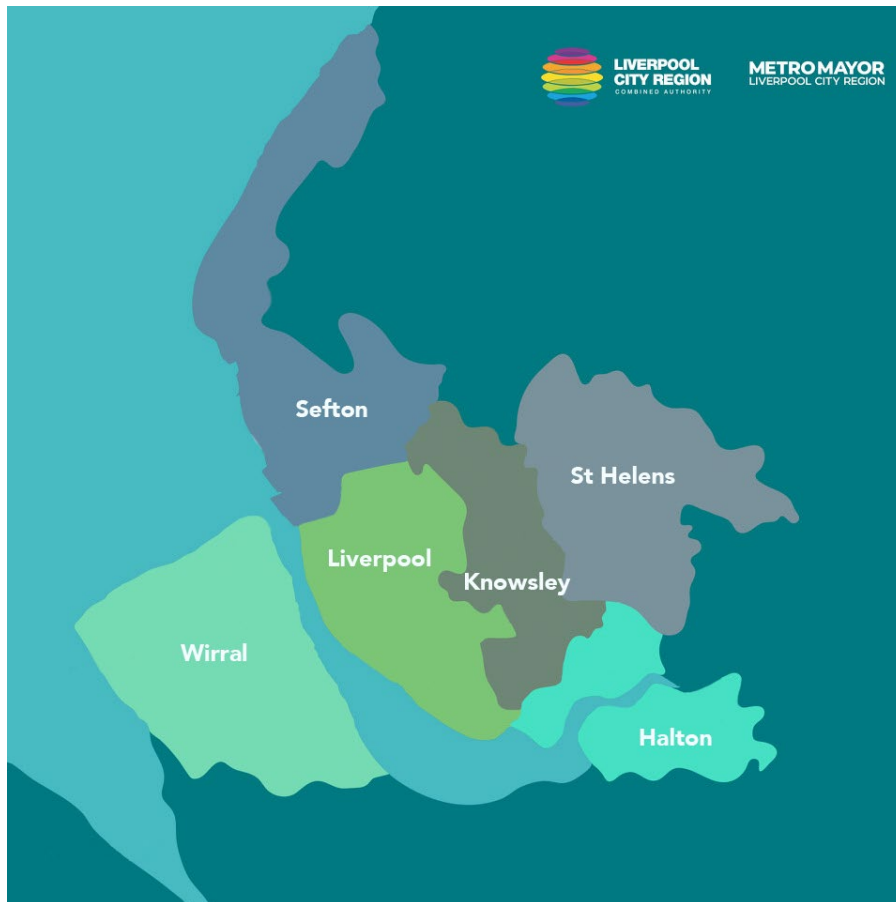 LIVERPOOL
CITY REGION
COMBINED AUTHORITY
METRO MAYOR
LIVERPOOL CITY REGION
Sefton
St Helens
Liverpool
Knowsley
Wirral
Halton